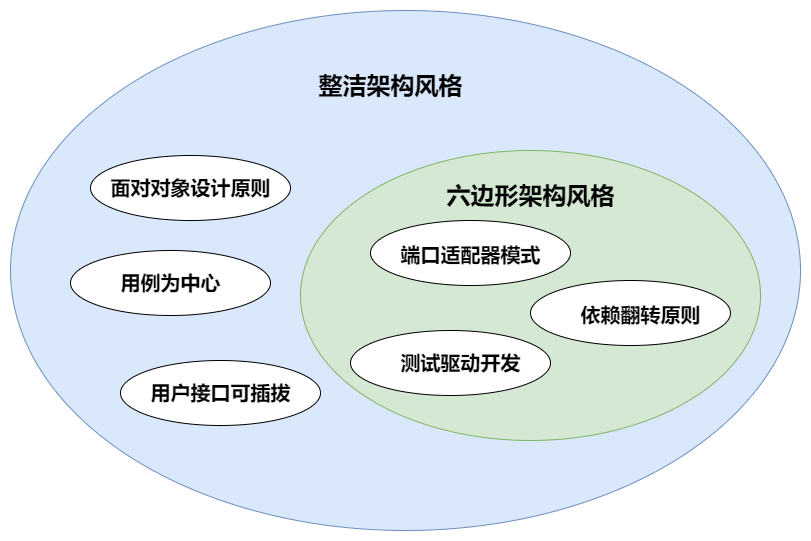 整洁架构风格
面对对象设计原则
用例为中心
用户接口可插拔
六边形架构风格
端口适配器模式
依赖翻转原则
测试驱动开发